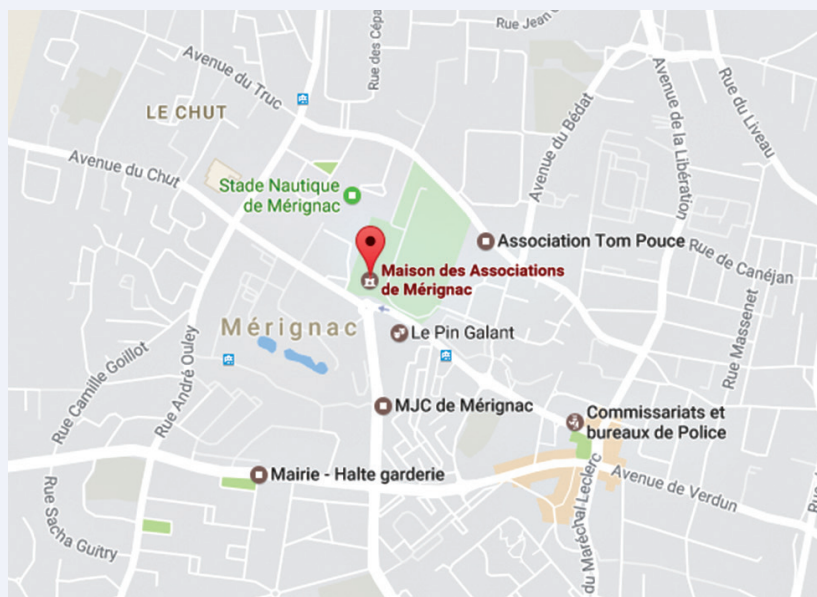 Rue Jean
Rue des Cépa
Avenue du Truc
LE CHUT
Avenue du Chut
Avenue du Bédat
Avenue de la Libération
Rue du Liveau
Stade Nautique
de Mérignac
Association Tom Pouce
Rue de Canéjan
Maison des Associations
de Mérignac
Mérignac
Le Pin Galant
Rue Massenet
Rue Camille Goillot
Rue André Ouley
MJC de Mérignac
Commissariats et
bureaux de Police
Mairie - Halte garderie
Avenue de Verdun
Rue Sacha Guitry
du Maréchal Leclerc